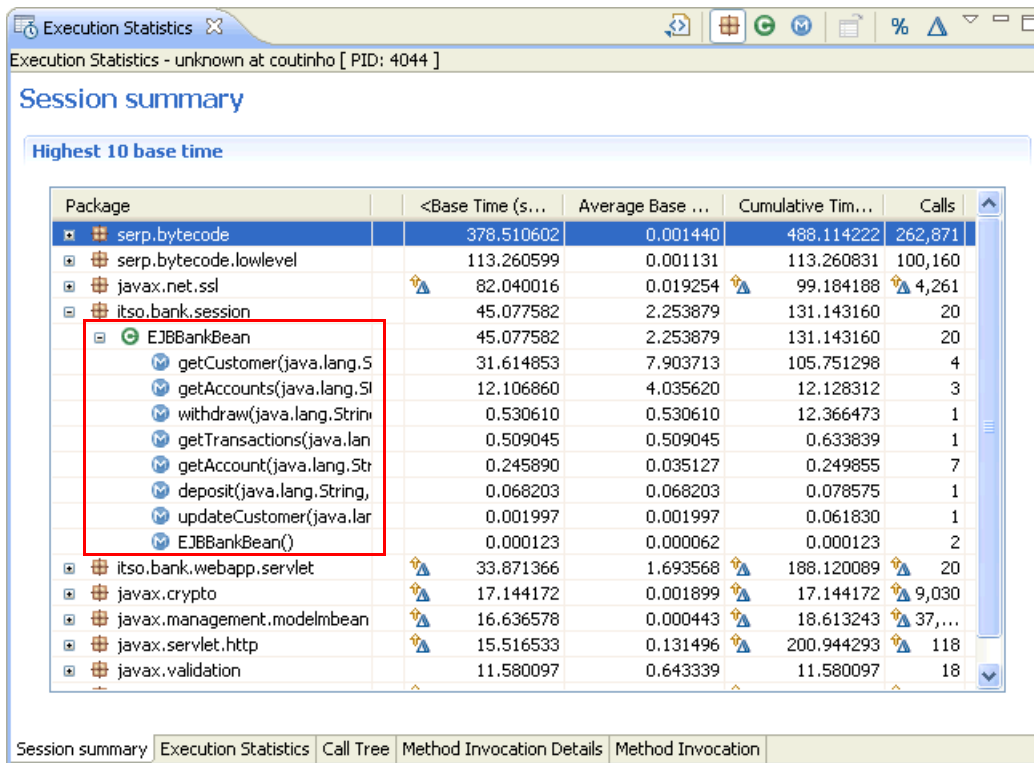 Execution Statistics
%
Execution Statistics - unknown at coutinho [ PID: 4044 ]
Session summary
Highest 10 base time
Package <Base Time (s... Average Base ... Cumulative Tim... Calls
serp.bytecode 378.510602 0.001440 488.114222 262,871
serp.bytecode.lowlevel 113.260599 0.001131 113.260831 100,160
javax.net.ssl 82.040016 0.019254 99.184188 4,261
itso.bank.session 45.077582 2.253879 131.143160 20
C EJBBankBean 45.077582 2.253879 131.143160 20
M getCustomer(java.lang.S 31.614853 7.903713 105.751298 4
M getAccounts(java.lang.St 12.106860 4.035620 12.128312 3
M withdraw(java.lang.String 0.530610 0.530610 12.366473 1
M getTransactions(java.lan 0.509045 0.509045 0.633839 1
M getAccount(java.lang.Str 0.245890 0.035127 0.249855 7
M deposit(java.lang.String, 0.068203 0.068203 0.078575 1
M updateCustomer(java.lar 0.001997 0.001997 0.061830 1
M EJBBankBean() 0.000123 0.000062 0.000123 2
itso.bank.webapp.servlet 33.871366 1.693568 188.120089 20
javax.crypto 17.144172 0.001899 17.144172 9,030
javax.management.modelmbean 16.636578 0.000443 18.613243 37,...
javax.servlet.http 15.516533 0.131496 200.944293 118
javax.validation 11.580097 0.643339 11.580097 18
Session summary Execution Statistics Call Tree Method Invocation Details Method Invocation